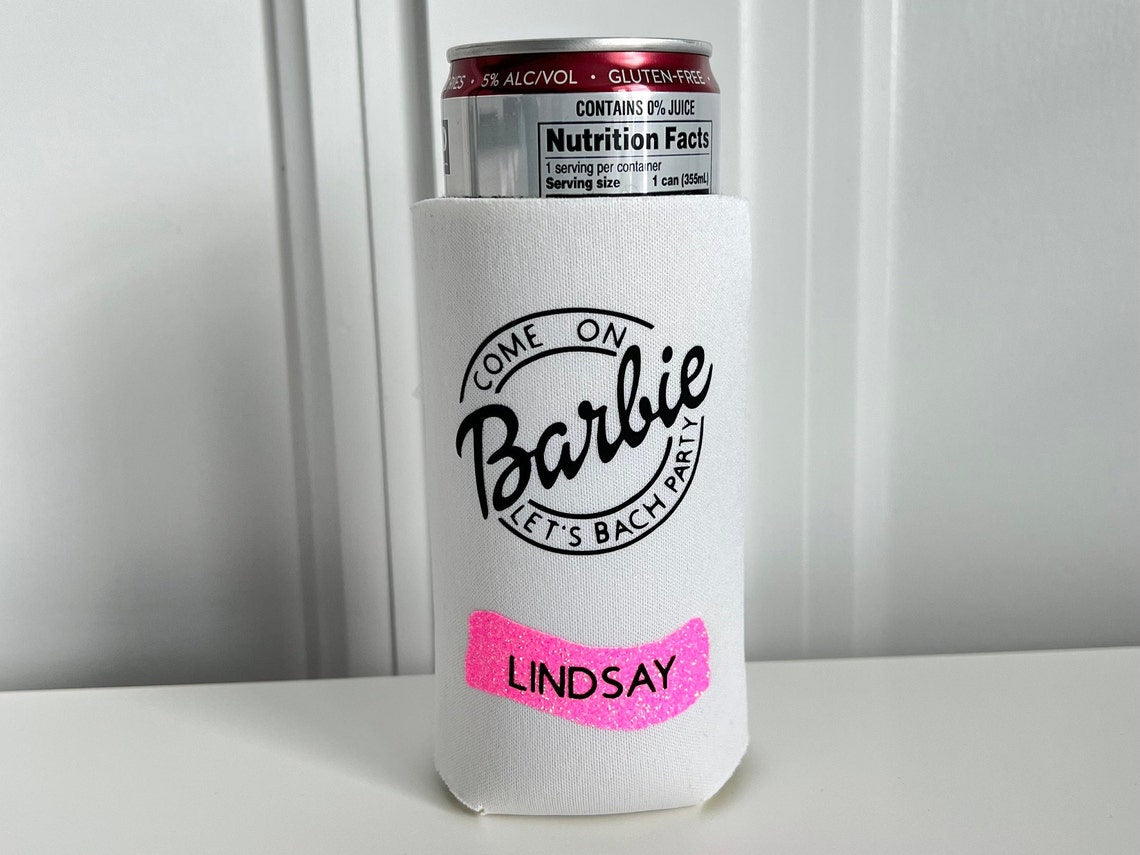 5% ALC/VOL • GLUTEN-FREE •
CONTAINS 0% JUICE
Nutrition Facts
1 serving per container
Serving size 1 can (355mL)
COME ON
Barbie
LET'S BACH PARTY
LINDSAY